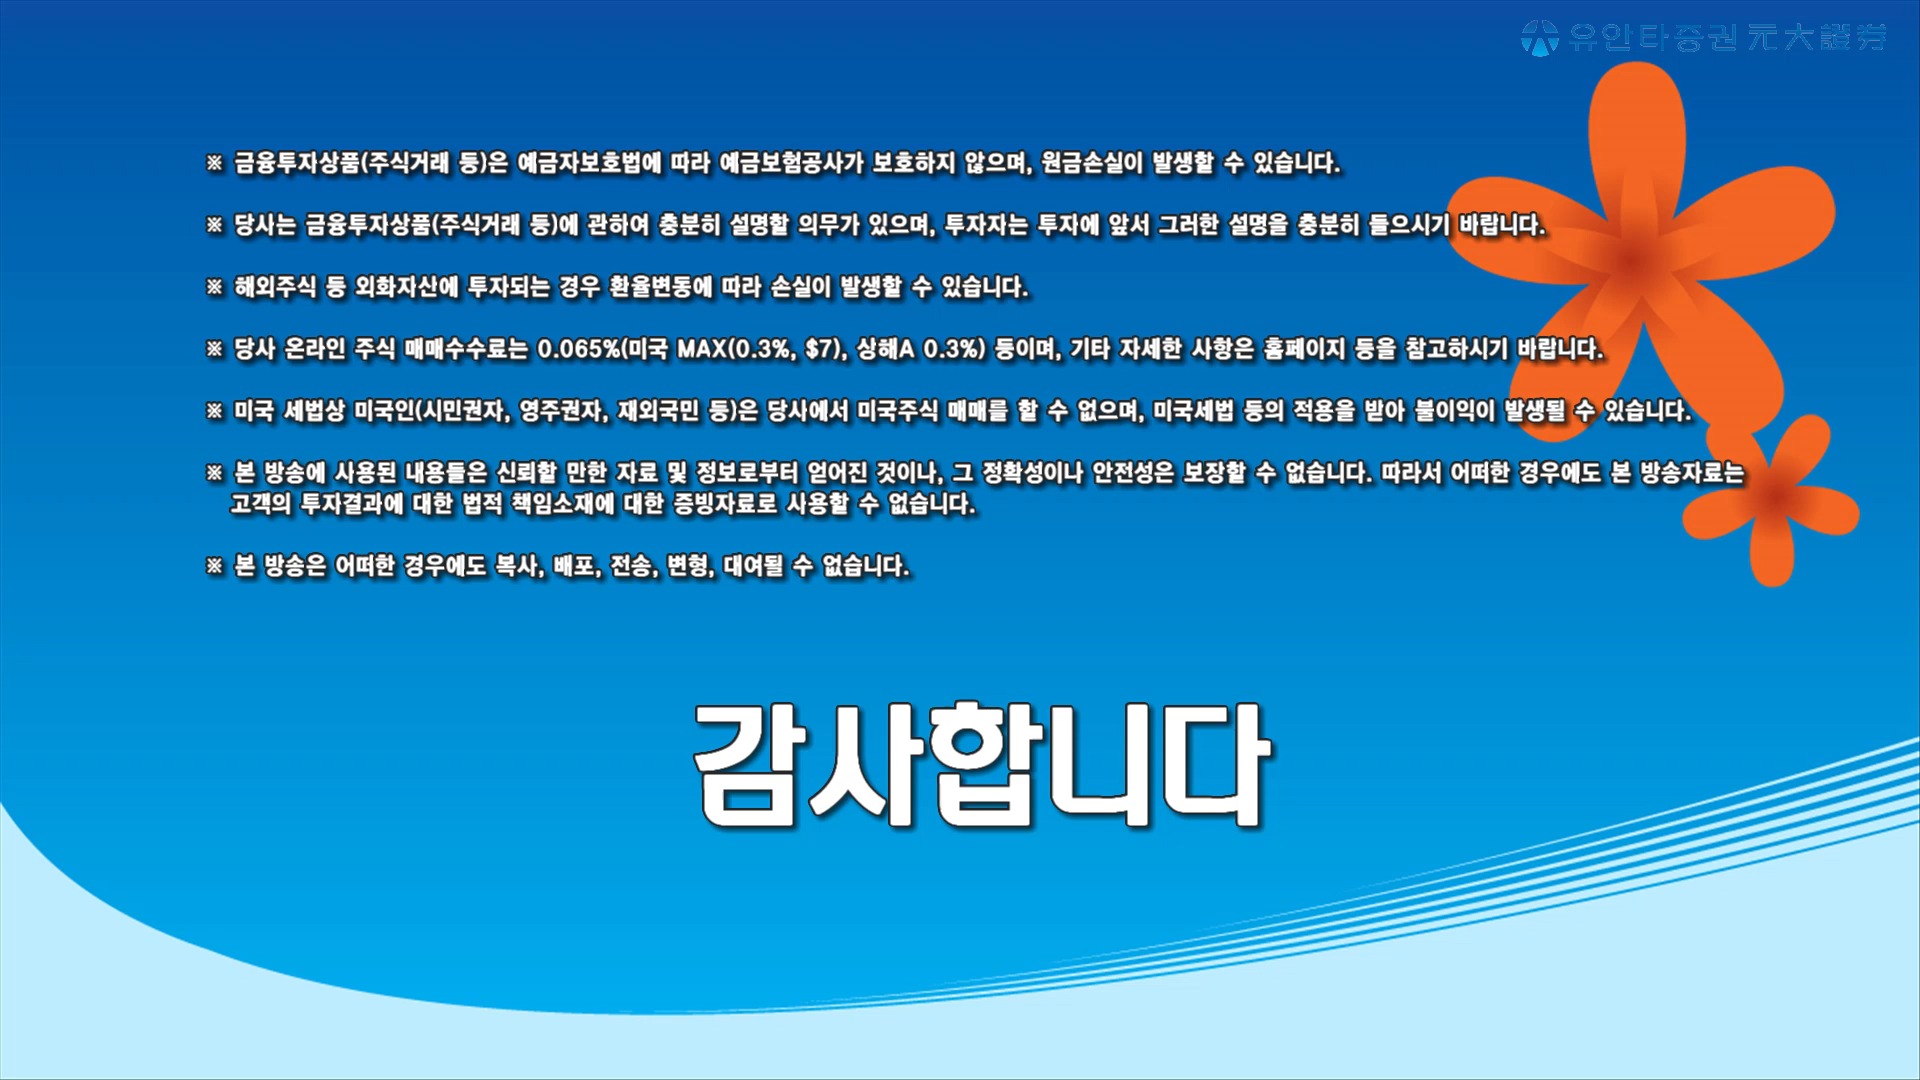 유안타증권 元大證券
※ 금융투자상품(주식거래 등)은 예금자보호법에 따라 예금보험공사가 보호하지 않으며, 원금손실이 발생할 수 있습니다.
※ 당사는 금융투자상품(주식거래 등)에 관하여 충분히 설명할 의무가 있으며, 투자자는 투자에 앞서 그러한 설명을 충분히 들으시기 바랍니다.
※ 해외주식 등 외화자산에 투자되는 경우 환율변동에 따라 손실이 발생할 수 있습니다.
※ 당사 온라인 주식 매매수수료는 0.065%(미국 MAX(0.3%, $7), 상해A 0.3%) 등이며, 기타 자세한 사항은 홈페이지 등을 참고하시기 바랍니다.
※ 미국 세법상 미국인(시민권자, 영주권자, 재외국민 등)은 당사에서 미국주식 매매를 할 수 없으며, 미국세법 등의 적용을 받아 불이익이 발생될 수 있습니다.
※ 본 방송에 사용된 내용들은 신뢰할 만한 자료 및 정보로부터 얻어진 것이나, 그 정확성이나 안전성은 보장할 수 없습니다. 따라서 어떠한 경우에도 본 방송자료는
고객의 투자결과에 대한 법적 책임소재에 대한 증빙자료로 사용할 수 없습니다.
※ 본 방송은 어떠한 경우에도 복사, 배포, 전송, 변형, 대여될 수 없습니다.
감사합니다